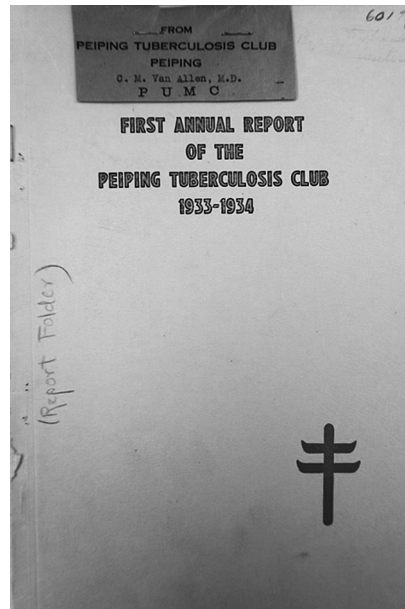 FROM
PEIPING TUBERCULOSIS CLUB
PEIPING
C. M. Van Allen, M.D.
P U M C
FIRST ANNUAL REPORT
OF THE
PEIPING TUBERCULOSIS CLUB
1933-1934
(Report Folder)